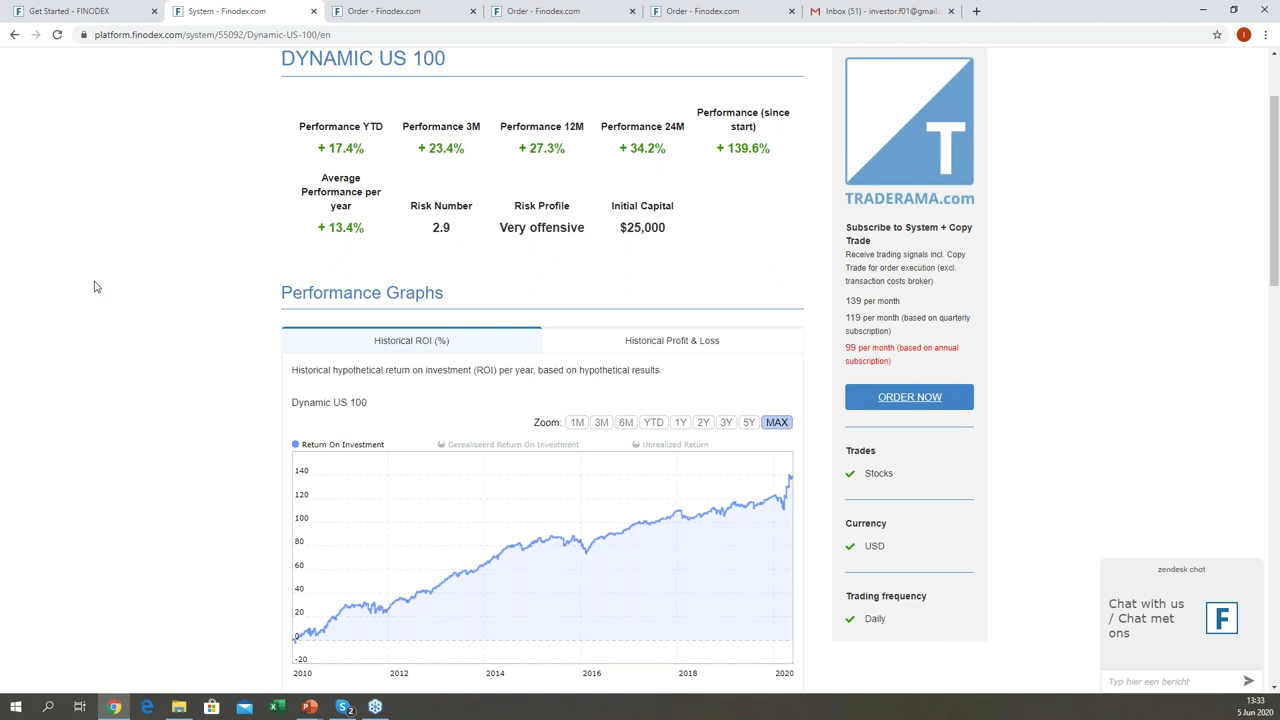 Get Started - FINODEX
System - Finodex.com
Order - Finodex.com
Order - Finodex.com
Order - Finodex.com
Inbox (51) - investor.f01@gmail.c
platform.finodex.com/system/55092/Dynamic-US-100/en
I
DYNAMIC US 100
Performance YTD
+ 17.4%
Performance 3M
+ 23.4%
Performance 12M
+ 27.3%
Performance 24M
+ 34.2%
Performance (since
start)
+ 139.6%
Average
Performance per
year
+ 13.4%
Risk Number
2.9
Risk Profile
Very offensive
Initial Capital
$25,000
Performance Graphs
Historical ROI (%)
Historical Profit & Loss
Historical hypothetical return on investment (ROI) per year, based on hypothetical results.
Dynamic US 100
Zoom: 1M 3M 6M YTD 1Y 2Y 3Y 5Y MAX
Return On Investment
Gerealiseerd Return On Investment
Unrealized Return
140
120
100
80
60
40
20
0
-20
2010 2012 2014 2016 2018 2020
T
TRADERAMA.com
Subscribe to System + Copy
Trade
Receive trading signals incl. Copy
Trade for order execution (excl.
transaction costs broker)
139 per month
119 per month (based on quarterly
subscription)
99 per month (based on annual
subscription)
ORDER NOW
Trades
Stocks
Currency
USD
Trading frequency
Daily
zendesk chat
Chat with us
/ Chat met
ons
F
Typ hier een bericht
2
13:33
5 Jun 2020